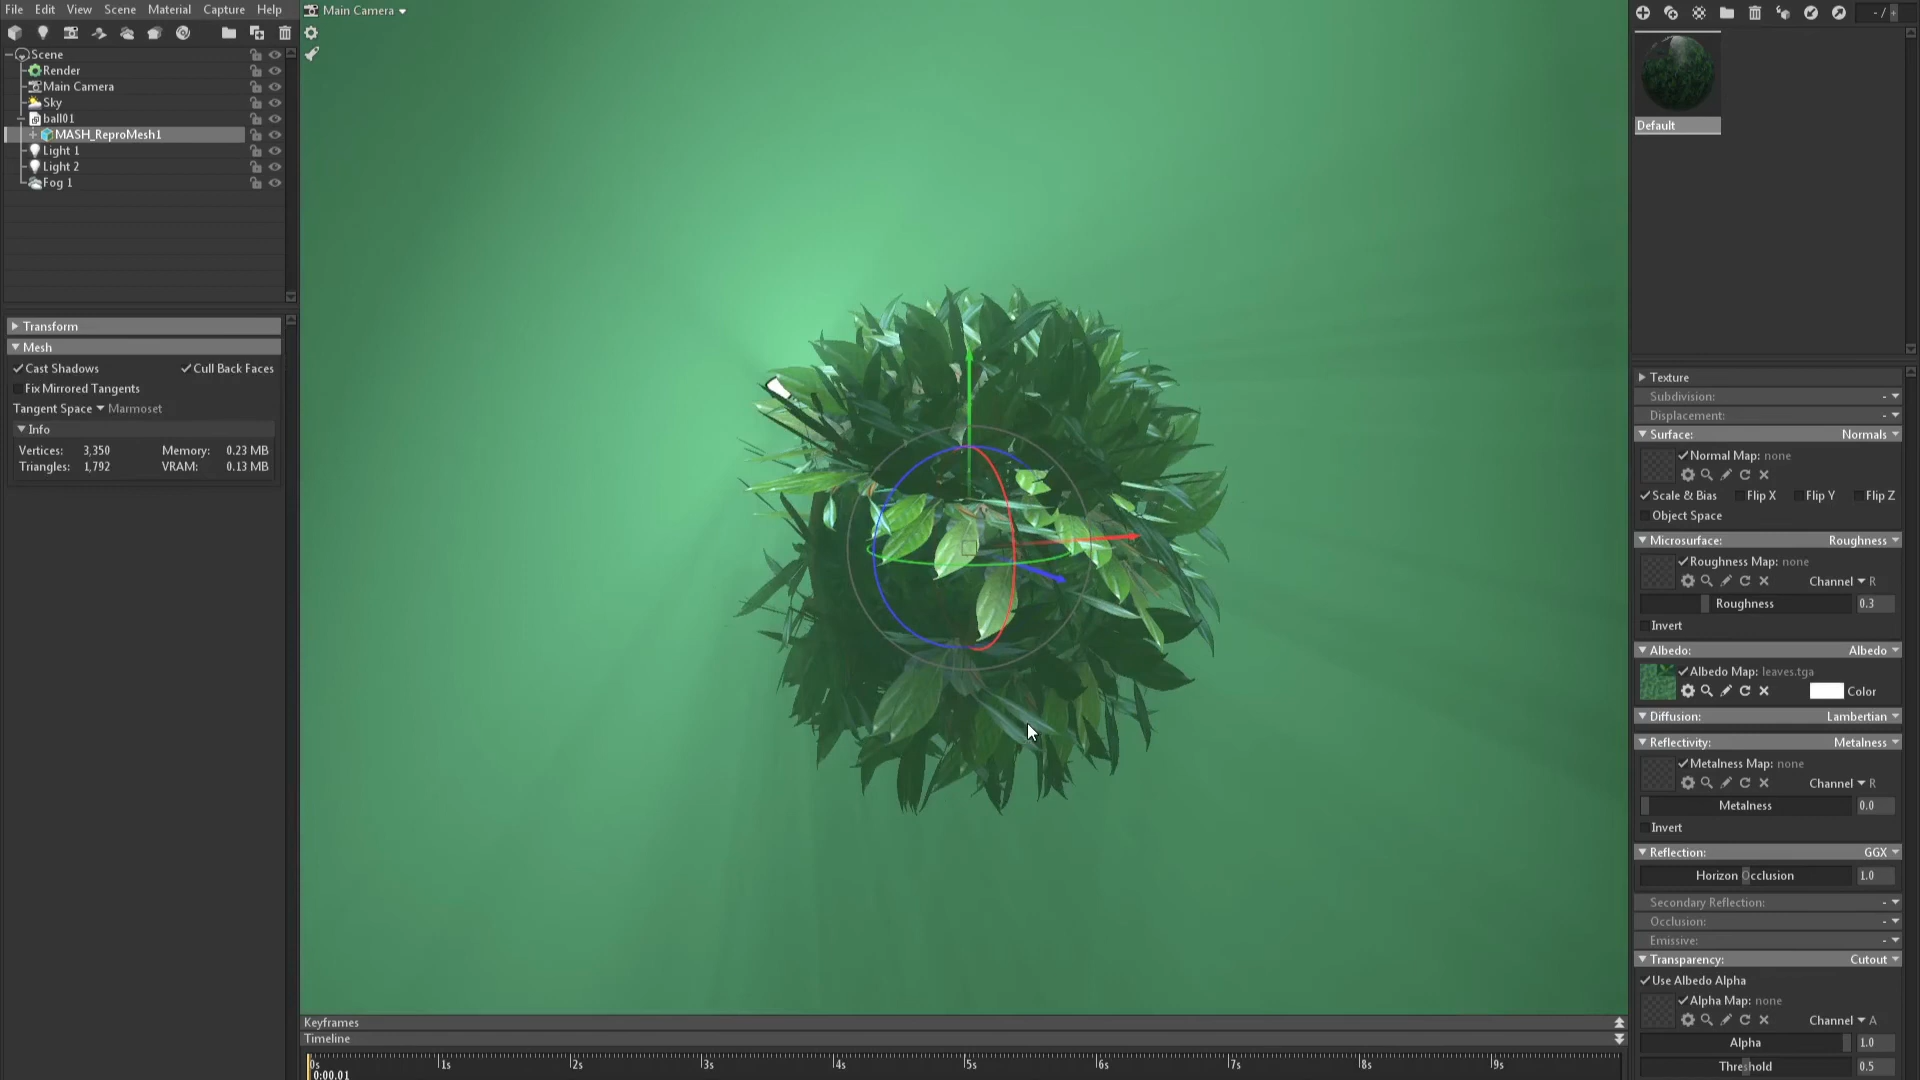 File Edit View Scene Material Capture Help
Main Camera
- /
Scene
Render
Main Camera
Sky
ball01
MASH_ReproMesh1
Light 1
Light 2
Fog 1
Default
Transform
Mesh
Cast Shadows Cull Back Faces
Fix Mirrored Tangents
Tangent Space Marmoset
Info
Vertices: 3,350 Memory: 0.23 MB
Triangles: 1,792 VRAM: 0.13 MB
Texture
Subdivision: -
Displacement: -
Surface: Normals
Normal Map: none
Scale & Bias Flip X Flip Y Flip Z
Object Space
Microsurface: Roughness
Roughness Map: none
Channel R
Roughness 0.3
Invert
Albedo: Albedo
Albedo Map: leaves.tga
Color
Diffusion: Lambertian
Reflectivity: Metalness
Metalness Map: none
Channel R
Metalness 0.0
Invert
Reflection: GGX
Horizon Occlusion 1.0
Secondary Reflection: -
Occlusion: -
Emissive: -
Transparency: Cutout
Use Albedo Alpha
Alpha Map: none
Channel A
Alpha 1.0
Threshold 0.5
Keyframes
Timeline
0s 1s 2s 3s 4s 5s 6s 7s 8s 9s
0:00.01